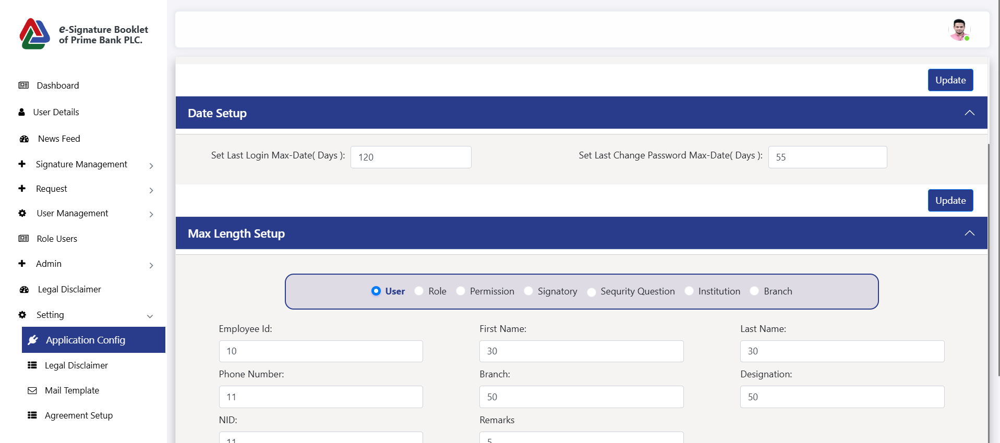 e-Signature Booklet
of Prime Bank PLC.
Dashboard
User Details
News Feed
Signature Management
Request
User Management
Role Users
Admin
Legal Disclaimer
Setting
Application Config
Legal Disclaimer
Mail Template
Agreement Setup
Update
Date Setup
Set Last Login Max-Date( Days ): 120 Set Last Change Password Max-Date( Days ): 55
Update
Max Length Setup
User Role Permission Signatory Sequrity Question Institution Branch
Employee Id: First Name: Last Name:
10 30 30
Phone Number: Branch: Designation:
11 50 50
NID: Remarks
11 5